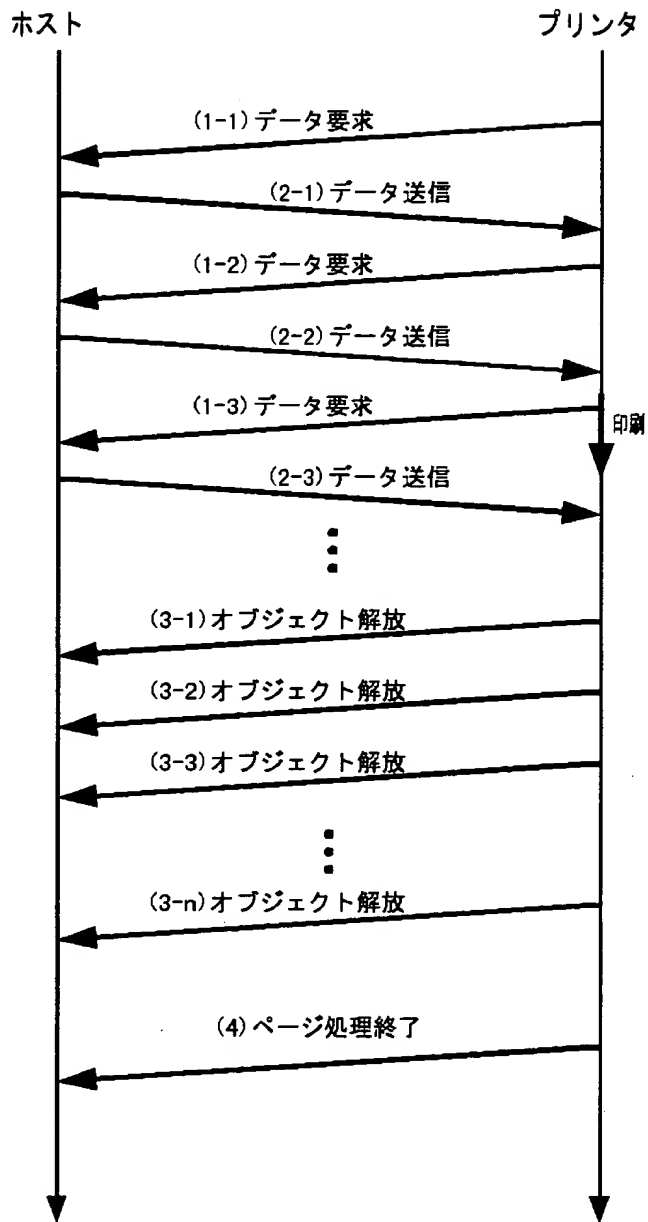 ホスト
プリンタ
(1-1)データ要求
(2-1)データ送信
(1-2)データ要求
(2-2)データ送信
(1-3)データ要求
印刷
(2-3)データ送信
(3-1)オブジェクト解放
(3-2)オブジェクト解放
(3-3)オブジェクト解放
(3-n)オブジェクト解放
(4)ページ処理終了